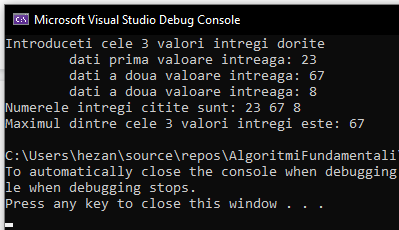 Microsoft Visual Studio Debug Console
Introduceti cele 3 valori intregi dorite
dati prima valoare intreaga: 23
dati a doua valoare intreaga: 67
dati a doua valoare intreaga: 8
Numerele intregi citite sunt: 23 67 8
Maximul dintre cele 3 valori intregi este: 67
C:\Users\hezan\source\repos\AlgoritmiFundamentali
To automatically close the console when debugging
le when debugging stops.
Press any key to close this window . . .